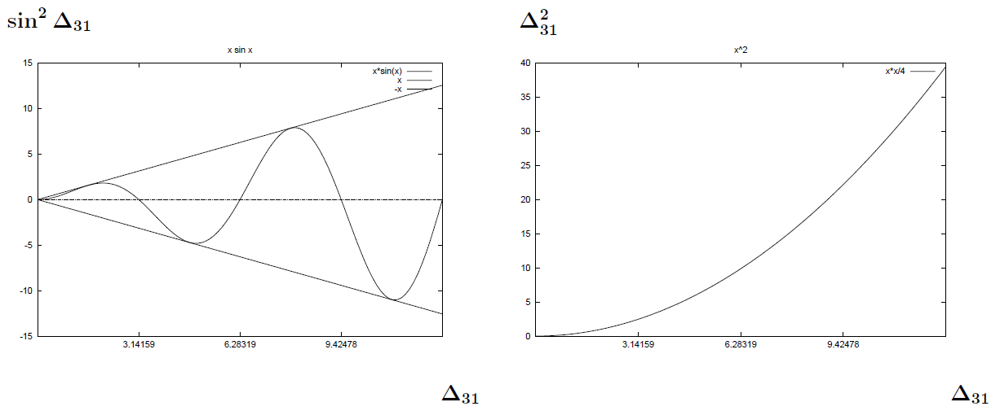 sin² Δ₃₁
x sin x
x*sin(x)
x
-x
15
10
5
0
-5
-10
-15
3.14159 6.28319 9.42478
Δ₃₁
Δ²₃₁
x^2
x*x/4
40
35
30
25
20
15
10
5
0
3.14159 6.28319 9.42478
Δ₃₁